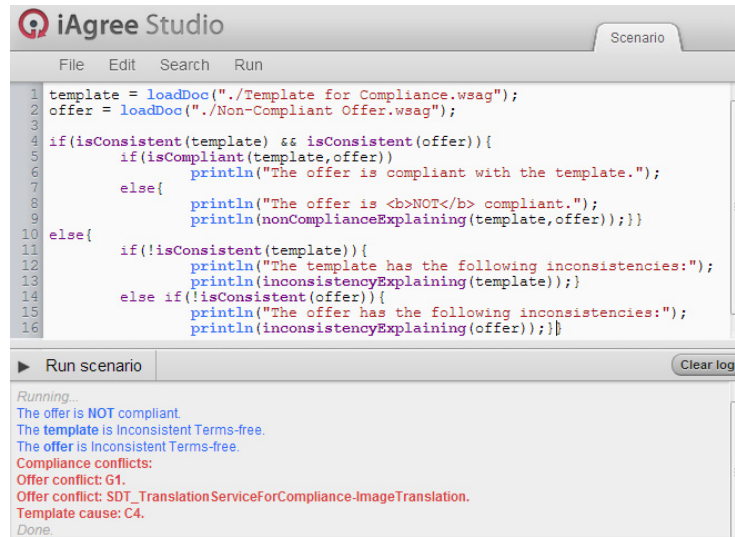 iAgree Studio
Scenario
File Edit Search Run
1 template = loadDoc("./Template for Compliance.wsag");
2 offer = loadDoc("./Non-Compliant Offer.wsag");
3
4 if(isConsistent(template) && isConsistent(offer)){
5 if(isCompliant(template,offer))
6 println("The offer is compliant with the template.");
7 else{
8 println("The offer is <b>NOT</b> compliant.");
9 println(nonComplianceExplaining(template,offer));}}
10 else{
11 if(!isConsistent(template)){
12 println("The template has the following inconsistencies:");
13 println(inconsistencyExplaining(template));}
14 else if(!isConsistent(offer)){
15 println("The offer has the following inconsistencies:");
16 println(inconsistencyExplaining(offer));}}
Run scenario
Clear log
Running...
The offer is NOT compliant.
The template is Inconsistent Terms-free.
The offer is Inconsistent Terms-free.
Compliance conflicts:
Offer conflict: G1.
Offer conflict: SDT_TranslationServiceForCompliance-ImageTranslation.
Template cause: C4.
Done.